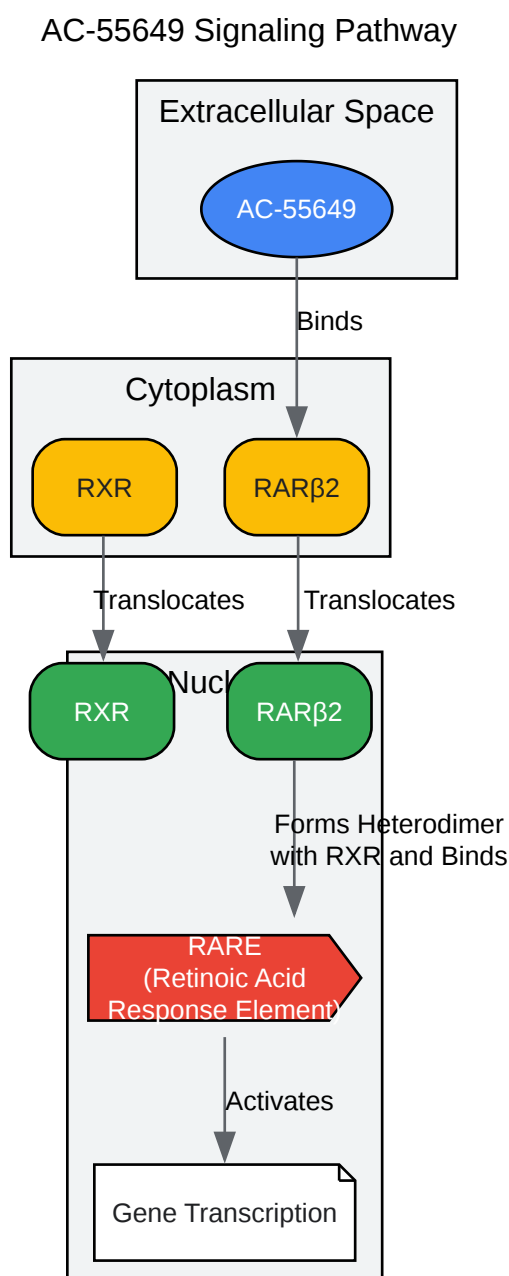 AC-55649 Signaling Pathway
Extracellular Space
AC-55649
Binds
Cytoplasm
RXR
RARβ2
Translocates
Translocates
RXR
RARβ2
Forms Heterodimer
with RXR and Binds
RARE
(Retinoic Acid
Response Element)
Activates
Gene Transcription